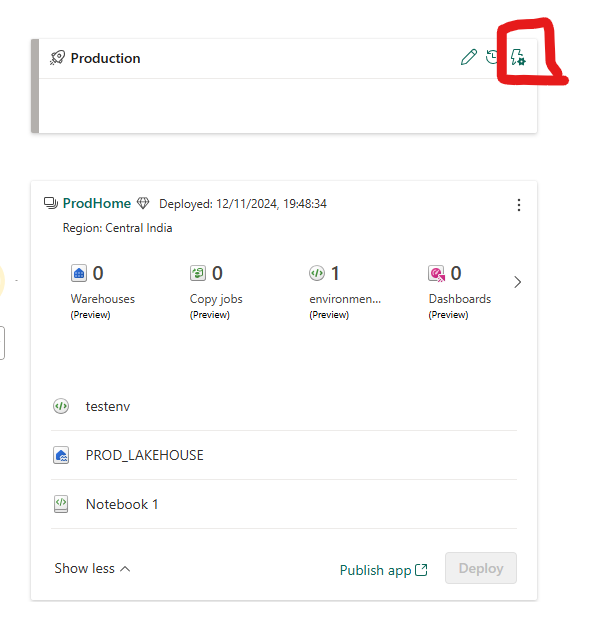 Production
ProdHome Deployed: 12/11/2024, 19:48:34
Region: Central India
0 0 1 0
Warehouses Copy jobs environmen... Dashboards
(Preview) (Preview) (Preview) (Preview)
testenv
PROD_LAKEHOUSE
Notebook 1
Show less Publish app Deploy